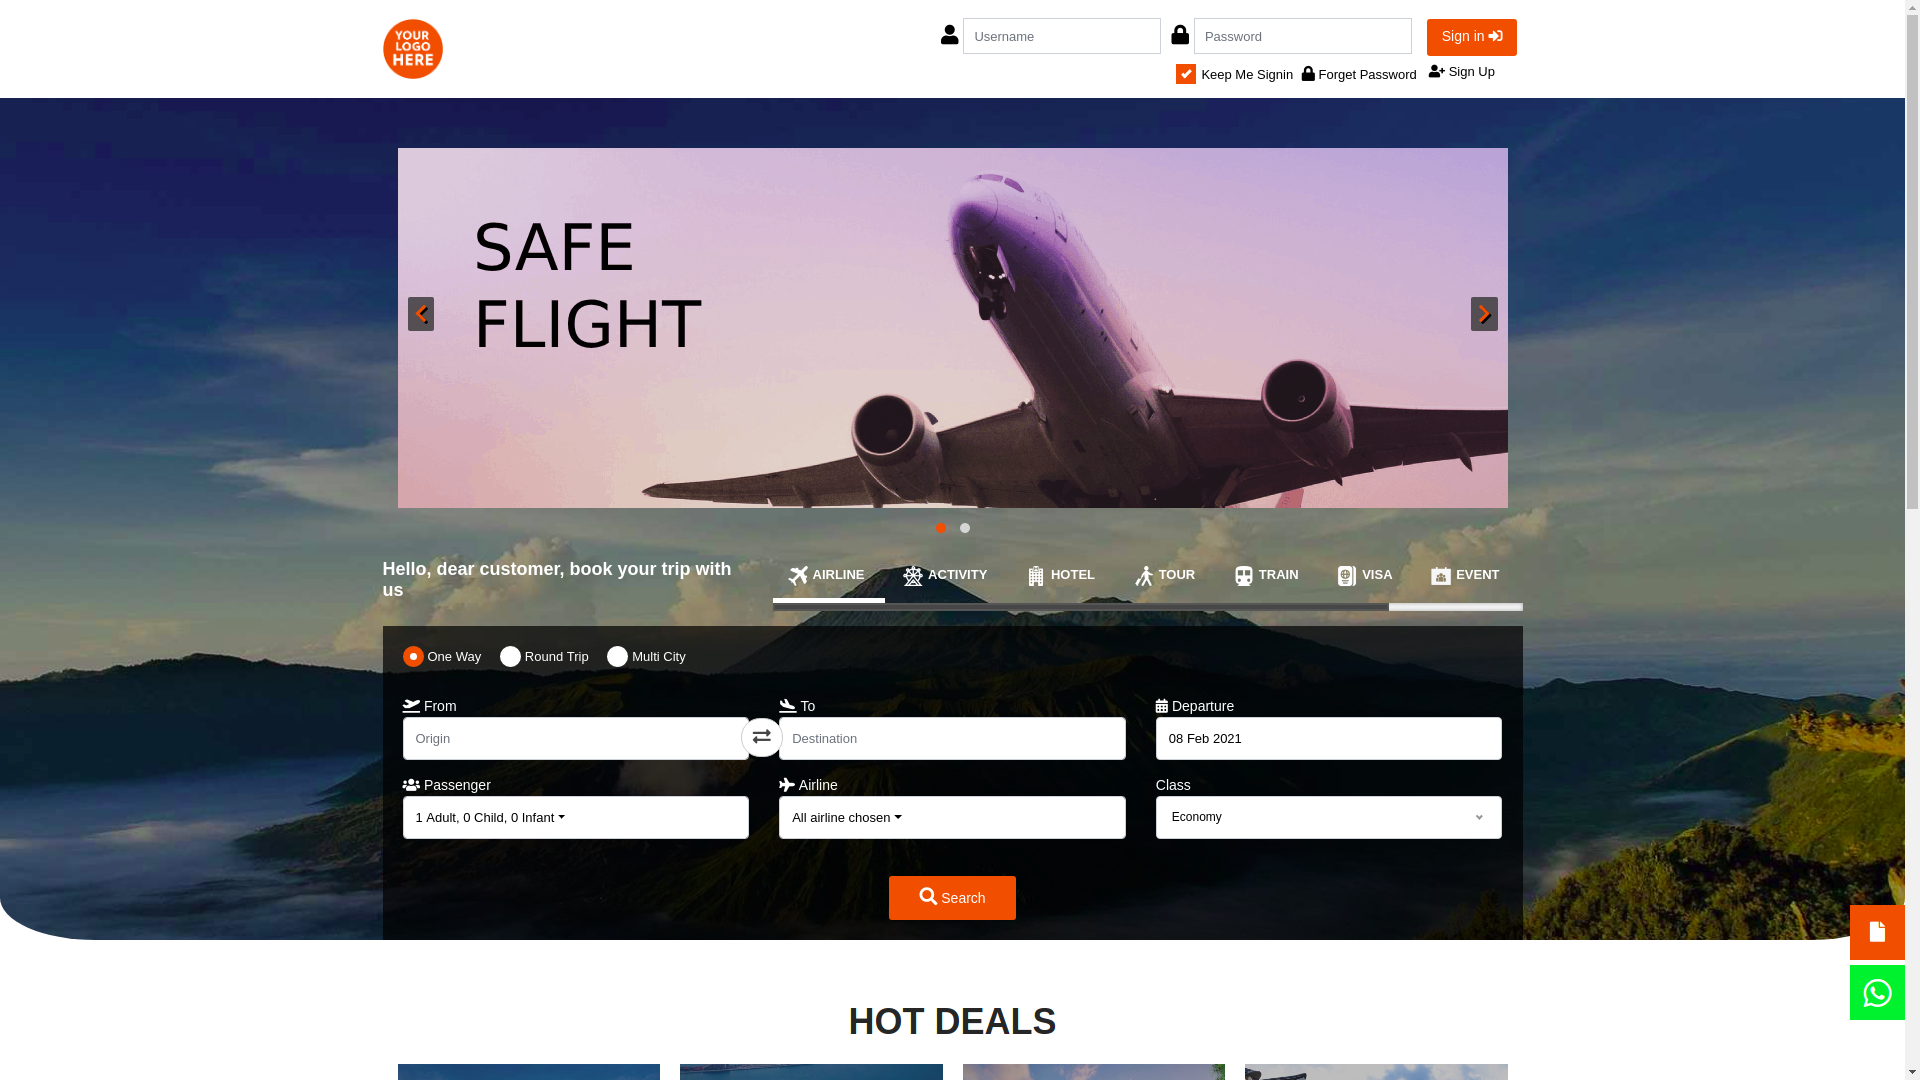 YOUR
LOGO
HERE
Username
Password
Sign in
Keep Me Signin
Forget Password
Sign Up
SAFE
FLIGHT
Hello, dear customer, book your trip with
us
AIRLINE
ACTIVITY
HOTEL
TOUR
TRAIN
VISA
EVENT
One Way
Round Trip
Multi City
From
To
Departure
Origin
Destination
08 Feb 2021
Passenger
Airline
Class
1 Adult, 0 Child, 0 Infant
All airline chosen
Economy
Search
HOT DEALS